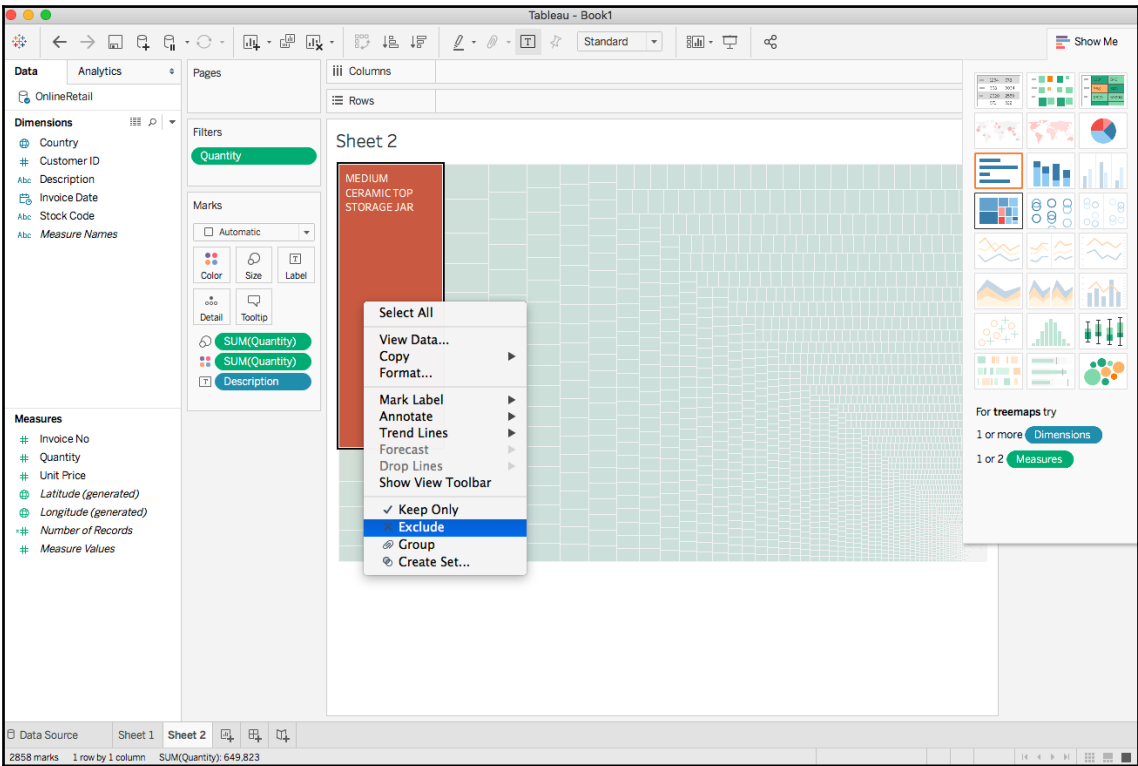 Tableau - Book1
Standard
Show Me
Data
Analytics
Pages
iii Columns
Rows
OnlineRetail
Dimensions
Country
# Customer ID
Abc Description
Invoice Date
Abc Stock Code
Abc Measure Names
Filters
Quantity
Marks
Automatic
Color
Size
Label
Detail
Tooltip
SUM(Quantity)
SUM(Quantity)
T Description
Measures
# Invoice No
# Quantity
# Unit Price
Latitude (generated)
Longitude (generated)
# Number of Records
# Measure Values
Sheet 2
MEDIUM
CERAMIC TOP
STORAGE JAR
Select All
View Data...
Copy
Format...
Mark Label
Annotate
Trend Lines
Forecast
Drop Lines
Show View Toolbar
✓ Keep Only
Exclude
Group
Create Set...
For treemaps try
1 or more Dimensions
1 or 2 Measures
Data Source
Sheet 1
Sheet 2
2858 marks
1 row by 1 column
SUM(Quantity): 649,823